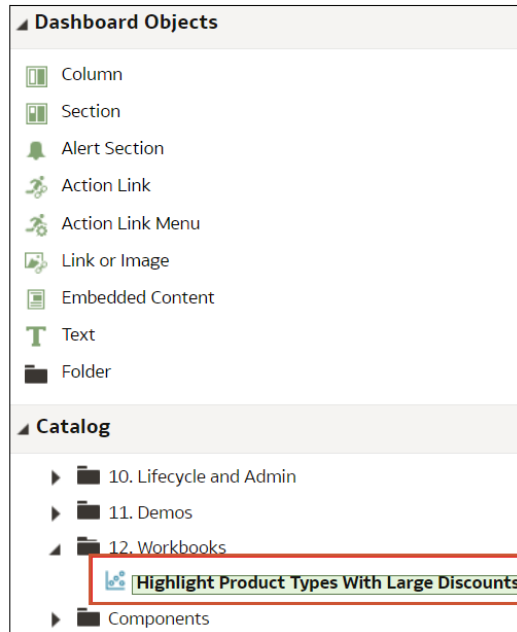 Dashboard Objects
Column
Section
Alert Section
Action Link
Action Link Menu
Link or Image
Embedded Content
Text
Folder
Catalog
10. Lifecycle and Admin
11. Demos
12. Workbooks
Highlight Product Types With Large Discounts
Components